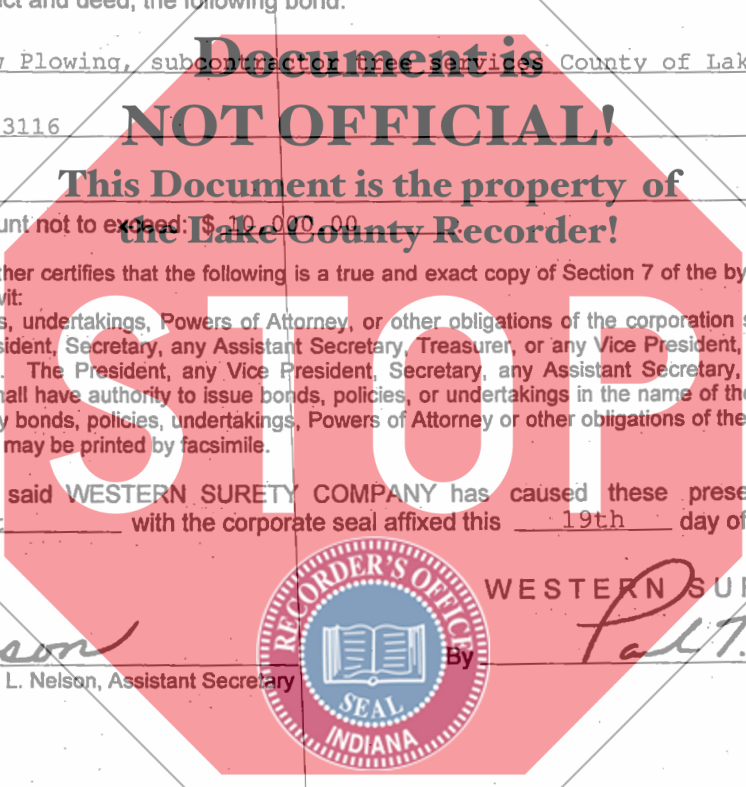 act and deed, the following bond:
Document is
w Plowing, subcontractor tree services County of Lak
NOT OFFICIAL!
3116
This Document is the property of
unt not to exceed: $ 10,000.00
the Lake County Recorder!
ther certifies that the following is a true and exact copy of Section 7 of the by
wit:
s, undertakings, Powers of Attorney, or other obligations of the corporation s
sident, Secretary, any Assistant Secretary, Treasurer, or any Vice President,
. The President, any Vice President, Secretary, any Assistant Secretary,
hall have authority to issue bonds, policies, or undertakings in the name of the
y bonds, policies, undertakings, Powers of Attorney or other obligations of the
may be printed by facsimile.
STOP
said WESTERN SURETY COMPANY has caused these prese
with the corporate seal affixed this 19th day of
RECORDER'S OFFICE
WESTERN SUR
son
Paul T.
By
L. Nelson, Assistant Secretary
SEAL
INDIANA